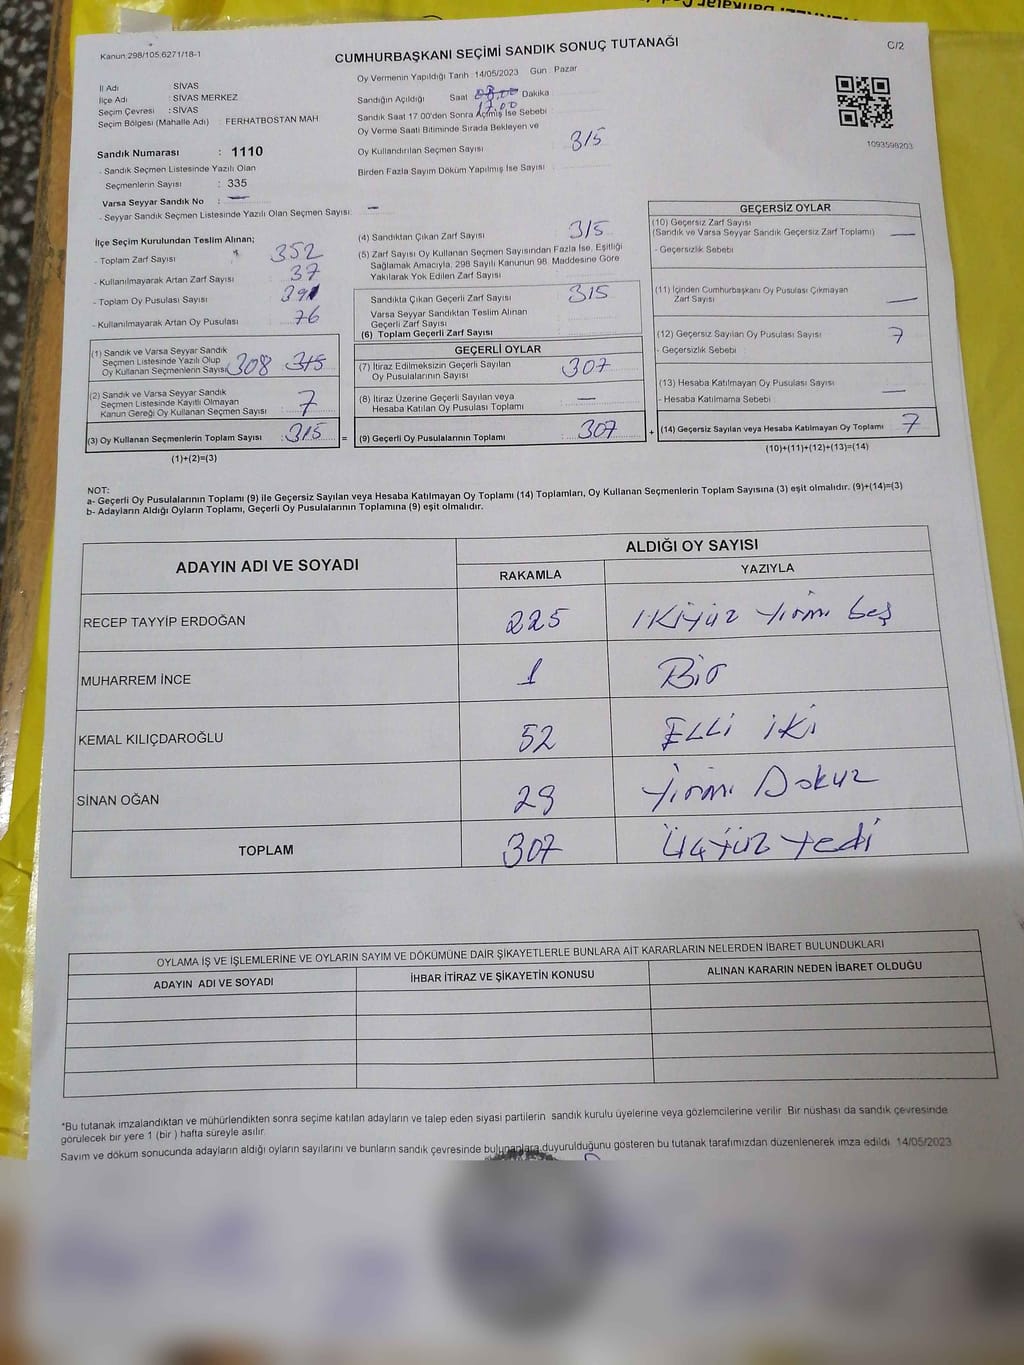 Kanun.298/105.6271/18-1
CUMHURBAŞKANI SEÇİMİ SANDIK SONUÇ TUTANAĞI
C/2
İl Adı : SİVAS
İlçe Adı : SİVAS MERKEZ
Seçim Çevresi : SİVAS
Seçim Bölgesi (Mahalle Adı) : FERHATBOSTAN MAH.
Sandık Numarası : 1110
- Sandık Seçmen Listesinde Yazılı Olan
Seçmenlerin Sayısı : 335
Varsa Seyyar Sandık No : —
- Seyyar Sandık Seçmen Listesinde Yazılı Olan Seçmen Sayısı: —
Oy Vermenin Yapıldığı Tarih : 14/05/2023 Gün : Pazar
Sandığın Açıldığı Saat 08.00 Dakika
17.00
Sandık Saat 17.00'den Sonra Açılmış İse Sebebi :
Oy Verme Saati Bitiminde Sırada Bekleyen ve
Oy Kullandırılan Seçmen Sayısı 315
Birden Fazla Sayım Döküm Yapılmış İse Sayısı
1093598203
İlçe Seçim Kurulundan Teslim Alınan;
- Toplam Zarf Sayısı : 352
- Kullanılmayarak Artan Zarf Sayısı : 37
- Toplam Oy Pusulası Sayısı : 391
- Kullanılmayarak Artan Oy Pusulası : 76
(1) Sandık ve Varsa Seyyar Sandık
Seçmen Listesinde Yazılı Olup
Oy Kullanan Seçmenlerin Sayısı 308 315
(2) Sandık ve Varsa Seyyar Sandık
Seçmen Listesinde Kayıtlı Olmayan
Kanun Gereği Oy Kullanan Seçmen Sayısı : 7
(3) Oy Kullanan Seçmenlerin Toplam Sayısı : 315 =
(1)+(2)=(3)
(4) Sandıktan Çıkan Zarf Sayısı : 315
(5) Zarf Sayısı Oy Kullanan Seçmen Sayısından Fazla İse, Eşitliği
Sağlamak Amacıyla, 298 Sayılı Kanunun 98. Maddesine Göre
Yakılarak Yok Edilen Zarf Sayısı
Sandıkta Çıkan Geçerli Zarf Sayısı : 315
Varsa Seyyar Sandıktan Teslim Alınan
Geçerli Zarf Sayısı
(6) Toplam Geçerli Zarf Sayısı
GEÇERLİ OYLAR
(7) İtiraz Edilmeksizin Geçerli Sayılan
Oy Pusulalarının Sayısı : 307
(8) İtiraz Üzerine Geçerli Sayılan veya
Hesaba Katılan Oy Pusulası Toplamı : —
(9) Geçerli Oy Pusulalarının Toplamı : 307 +
GEÇERSİZ OYLAR
(10) Geçersiz Zarf Sayısı
(Sandık ve Varsa Seyyar Sandık Geçersiz Zarf Toplamı) —
- Geçersizlik Sebebi
(11) İçinden Cumhurbaşkanı Oy Pusulası Çıkmayan
Zarf Sayısı —
(12) Geçersiz Sayılan Oy Pusulası Sayısı 7
- Geçersizlik Sebebi :
(13) Hesaba Katılmayan Oy Pusulası Sayısı
- Hesaba Katılmama Sebebi : —
(14) Geçersiz Sayılan veya Hesaba Katılmayan Oy Toplamı 7
(10)+(11)+(12)+(13)=(14)
NOT:
a- Geçerli Oy Pusulalarının Toplamı (9) ile Geçersiz Sayılan veya Hesaba Katılmayan Oy Toplamı (14) Toplamları, Oy Kullanan Seçmenlerin Toplam Sayısına (3) eşit olmalıdır. (9)+(14)=(3)
b- Adayların Aldığı Oyların Toplamı, Geçerli Oy Pusulalarının Toplamına (9) eşit olmalıdır.
ADAYIN ADI VE SOYADI ALDIĞI OY SAYISI
RAKAMLA YAZIYLA
RECEP TAYYİP ERDOĞAN 225 İKİYÜZ Yirmi beş
MUHARREM İNCE 1 Bir
KEMAL KILIÇDAROĞLU 52 ELLİ İKİ
SİNAN OĞAN 29 Yirmi Dokuz
TOPLAM 307 Üçyüz Yedi
OYLAMA İŞ VE İŞLEMLERİNE VE OYLARIN SAYIM VE DÖKÜMÜNE DAİR ŞİKAYETLERLE BUNLARA AİT KARARLARIN NELERDEN İBARET BULUNDUKLARI
ADAYIN ADI VE SOYADI İHBAR İTİRAZ VE ŞİKAYETİN KONUSU ALINAN KARARIN NEDEN İBARET OLDUĞU
*Bu tutanak imzalandıktan ve mühürlendikten sonra seçime katılan adayların ve talep eden siyasi partilerin sandık kurulu üyelerine veya gözlemcilerine verilir. Bir nüshası da sandık çevresinde
görülecek bir yere 1 (bir ) hafta süreyle asılır.
Sayım ve döküm sonucunda adayların aldığı oyların sayılarını ve bunların sandık çevresinde bulunanlara duyurulduğunu gösteren bu tutanak tarafımızdan düzenlenerek imza edildi. 14/05/2023